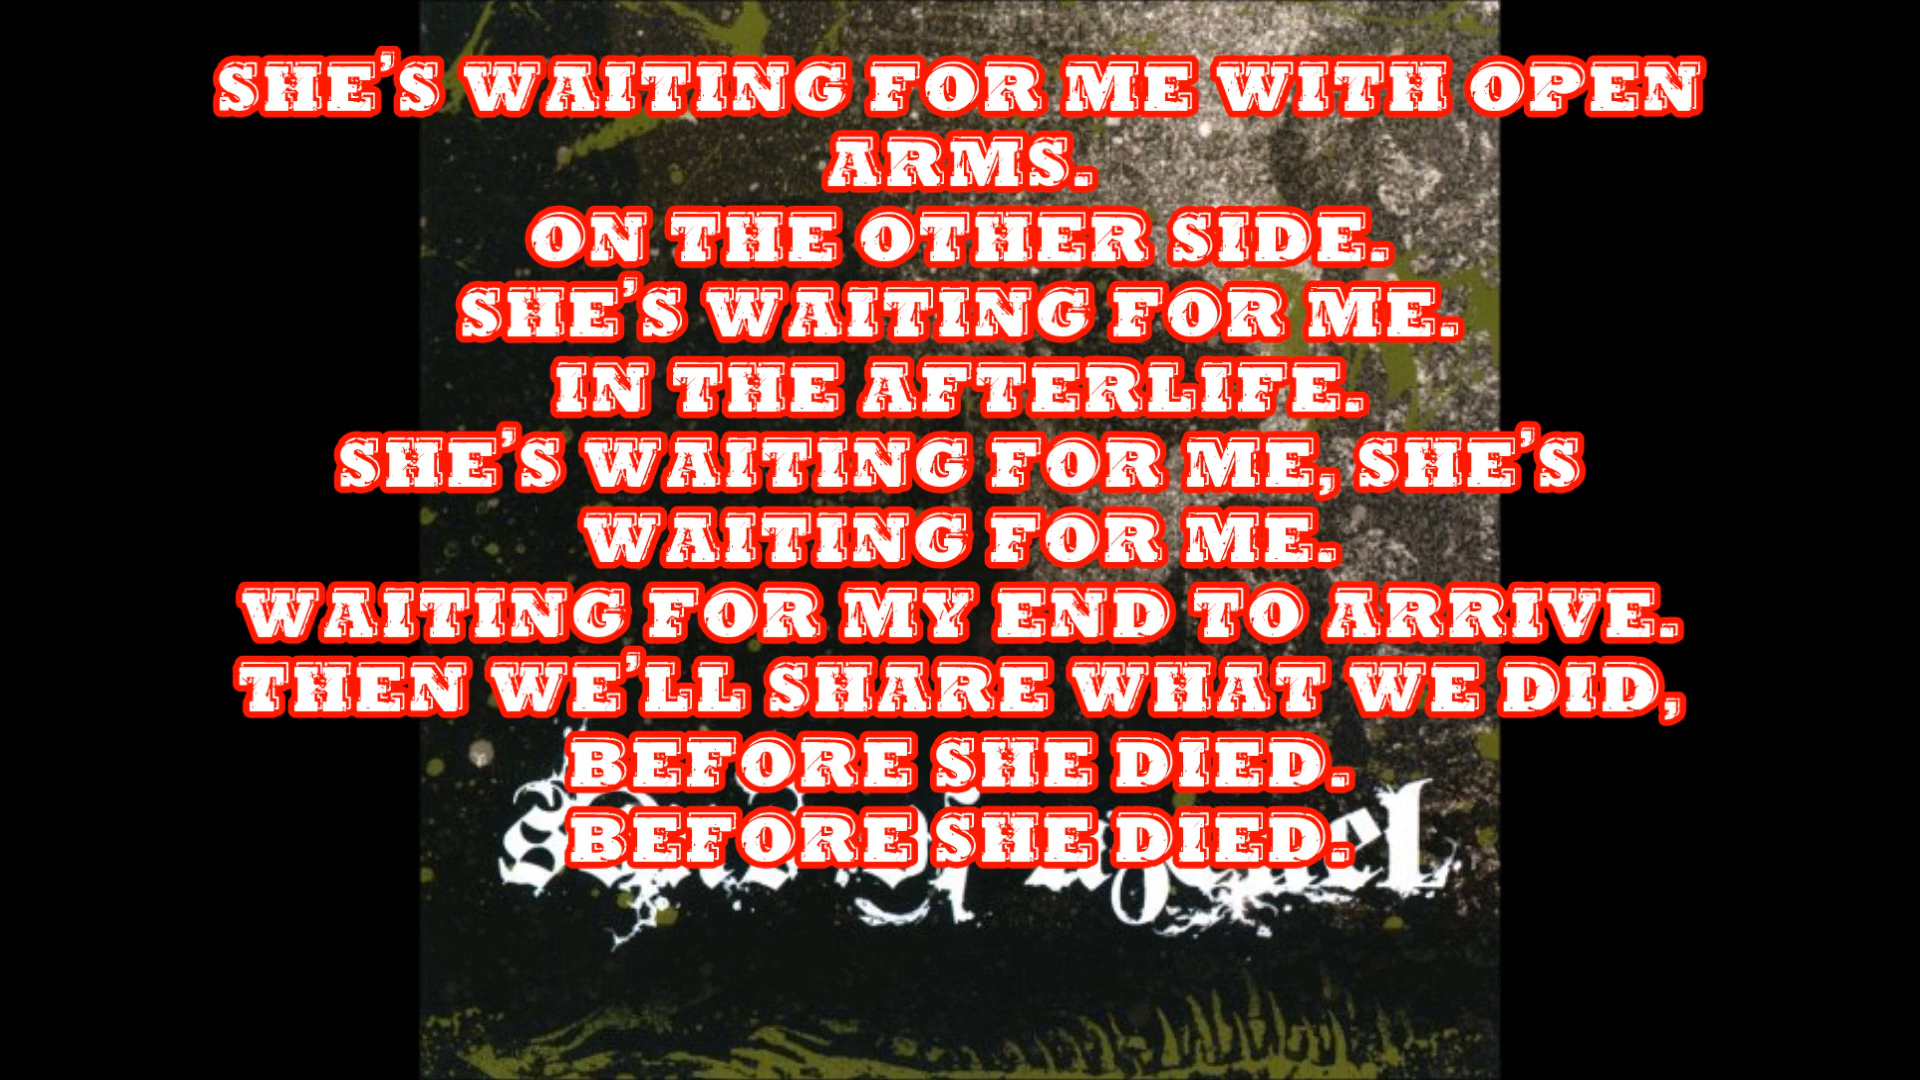 SHE'S WAITING FOR ME WITH OPEN
ARMS.
ON THE OTHER SIDE.
SHE'S WAITING FOR ME.
IN THE AFTERLIFE.
SHE'S WAITING FOR ME, SHE'S
WAITING FOR ME.
WAITING FOR MY END TO ARRIVE.
THEN WE'LL SHARE WHAT WE DID,
BEFORE SHE DIED.
BEFORE SHE DIED.